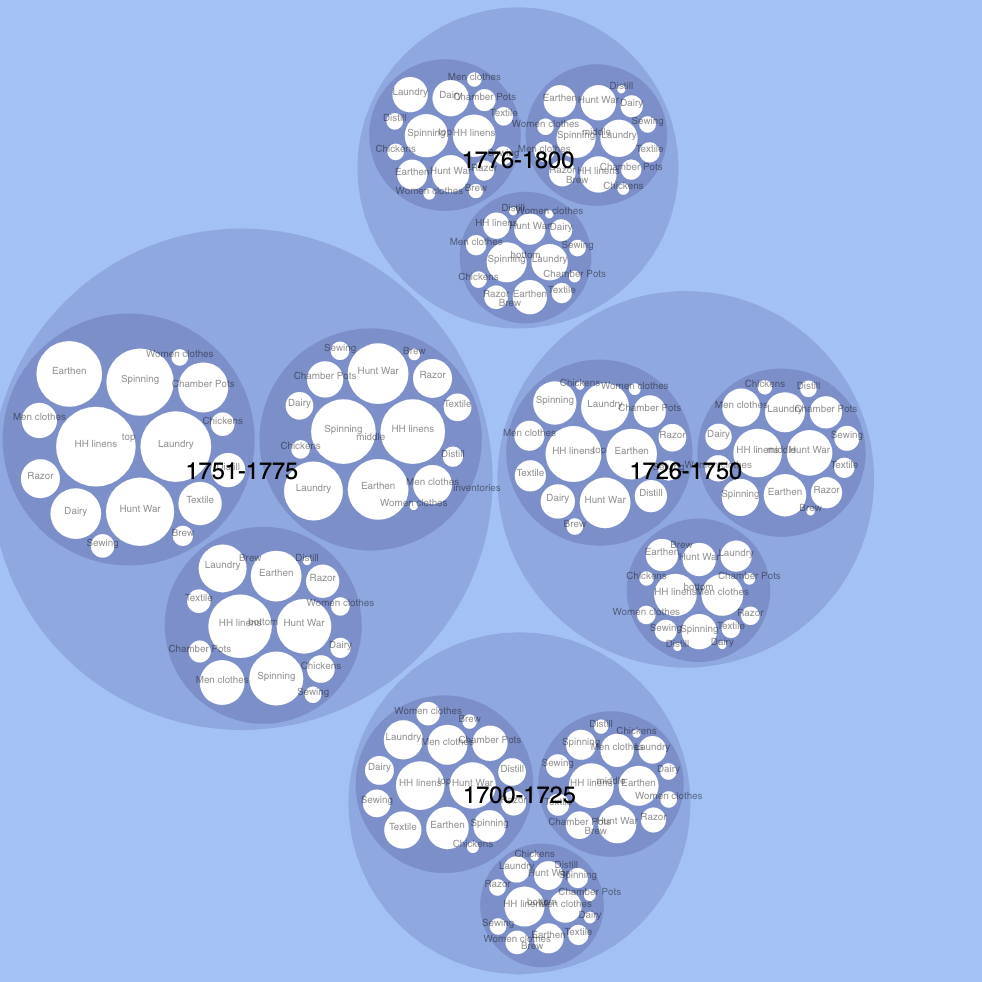 Men clothes
Laundry
Dairy
Chamber Pots
Distill
Textile
Spinning
top
HH linens
Chickens
Earthen
Hunt War
Razor
Women clothes
Brew
Distill
Earthen
Hunt War
Dairy
Women clothes
Sewing
Spinning
middle
Laundry
Men clothes
Textile
Razor
HH linens
Chamber Pots
Brew
Chickens
1776-1800
Distill
Women clothes
HH linens
Hunt War
Dairy
Men clothes
Sewing
bottom
Spinning
Laundry
Chickens
Chamber Pots
Razor
Earthen
Textile
Brew
Women clothes
Earthen
Spinning
Chamber Pots
Men clothes
Chickens
HH linens
top
Laundry
Distill
Razor
Textile
Dairy
Hunt War
Brew
Sewing
1751-1775
Sewing
Brew
Chamber Pots
Hunt War
Razor
Dairy
Textile
Spinning
middle
HH linens
Chickens
Distill
Laundry
Earthen
Men clothes
Women clothes
inventories
Laundry
Brew
Distill
Earthen
Razor
Textile
Women clothes
HH linens
bottom
Hunt War
Chamber Pots
Dairy
Men clothes
Spinning
Chickens
Sewing
Chickens
Women clothes
Spinning
Laundry
Chamber Pots
Men clothes
Razor
HH linens
top
Earthen
Textile
Dairy
Hunt War
Distill
Brew
1726-1750
Chickens
Distill
Men clothes
Laundry
Chamber Pots
Dairy
Sewing
HH linens
middle
Hunt War
Textile
Spinning
Earthen
Razor
Brew
Brew
Earthen
Hunt War
Laundry
Chickens
Chamber Pots
bottom
HH linens
Men clothes
Women clothes
Razor
Sewing
Spinning
Textile
Distill
Dairy
Women clothes
Brew
Laundry
Men clothes
Chamber Pots
Dairy
Distill
HH linens
top
Hunt War
Sewing
Textile
Earthen
Spinning
Chickens
1700-1725
Distill
Chickens
Spinning
Men clothes
Laundry
Sewing
Dairy
HH linens
middle
Earthen
Women clothes
Chamber Pots
Hunt War
Razor
Brew
Chickens
Laundry
Distill
Hunt War
Spinning
Razor
Chamber Pots
HH linens
bottom
Men clothes
Dairy
Sewing
Women clothes
Earthen
Textile
Brew